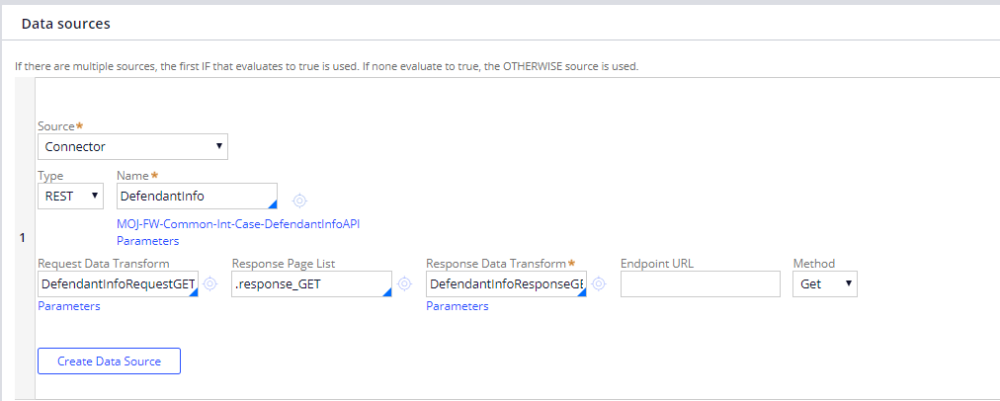 Data sources
If there are multiple sources, the first IF that evaluates to true is used. If none evaluate to true, the OTHERWISE source is used.
1
Source*
Connector
Type Name*
REST DefendantInfo
MOJ-FW-Common-Int-Case-DefendantInfoAPI
Parameters
Request Data Transform Response Page List Response Data Transform* Endpoint URL Method
DefendantInfoRequestGET .response_GET DefendantInfoResponseGE Get
Parameters Parameters
Create Data Source